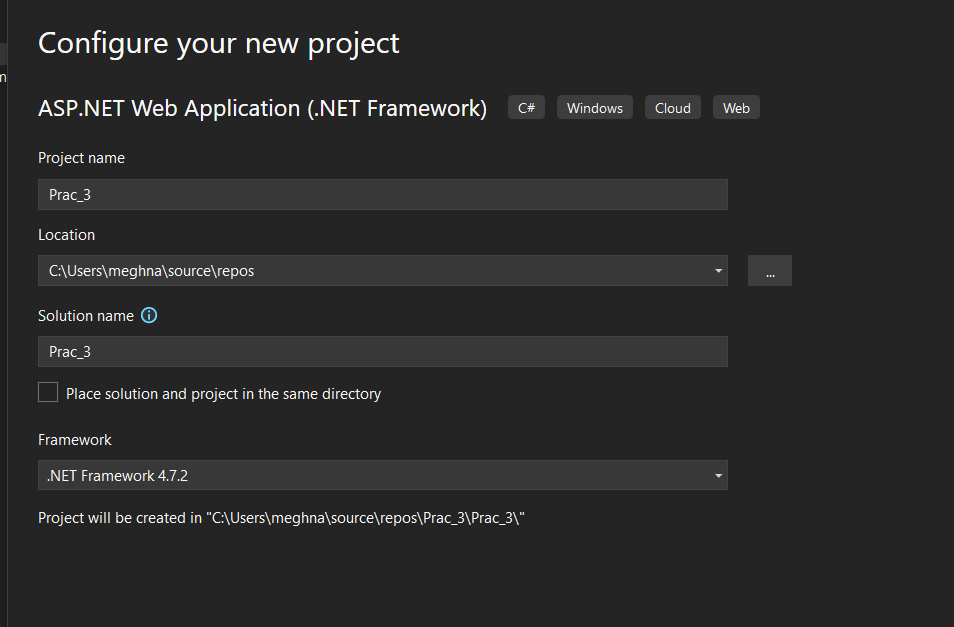 Configure your new project
ASP.NET Web Application (.NET Framework) C# Windows Cloud Web
Project name
Prac_3
Location
C:\Users\meghna\source\repos
...
Solution name
Prac_3
Place solution and project in the same directory
Framework
.NET Framework 4.7.2
Project will be created in "C:\Users\meghna\source\repos\Prac_3\Prac_3\"